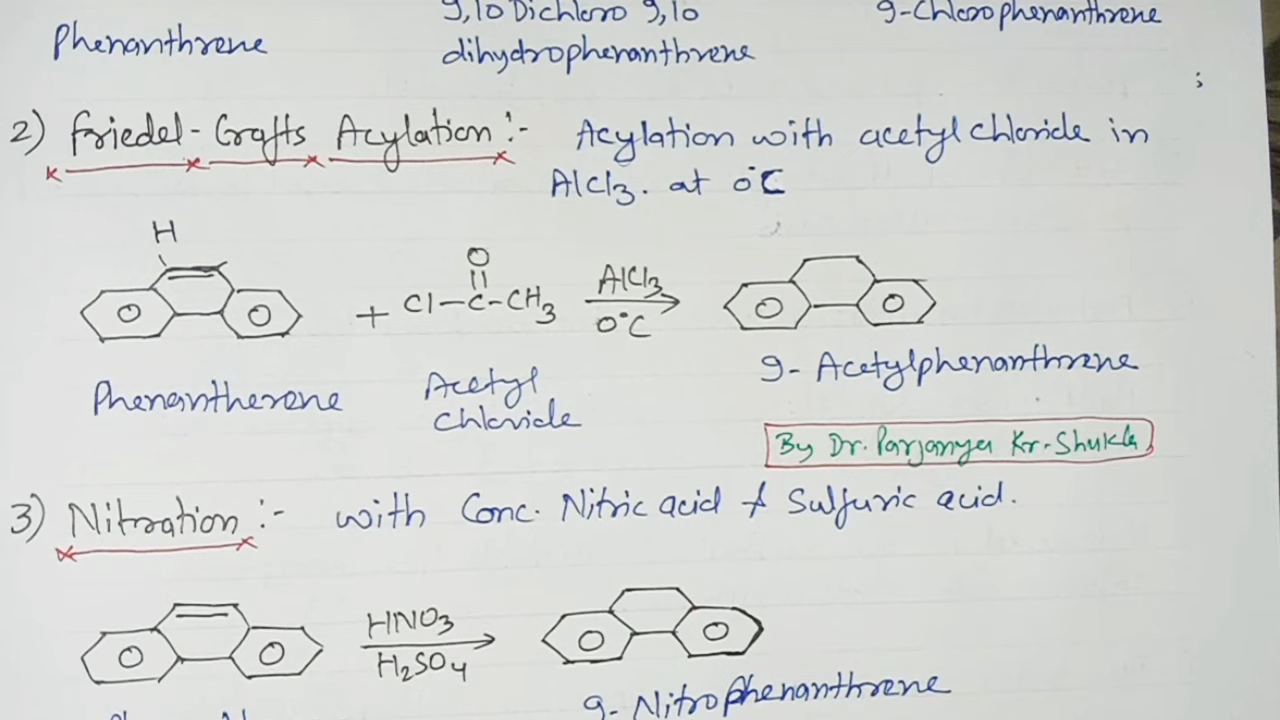 9,10 Dichloro 9,10
9-Chlorophenanthrene
Phenanthrene
dihydrophenanthrene
2) Friedel-Crafts Acylation :- Acylation with acetyl chloride in
AlCl3. at 0°C
H
O
+ Cl-C-CH3
AlCl3
0°C
9- Acetylphenanthrene
Phenantherene
Acetyl
Chloride
By Dr. Parjanya Kr. Shukla
3) Nitration :- with Conc. Nitric acid & Sulfuric acid.
HNO3
H2SO4
9- Nitrophenanthrene